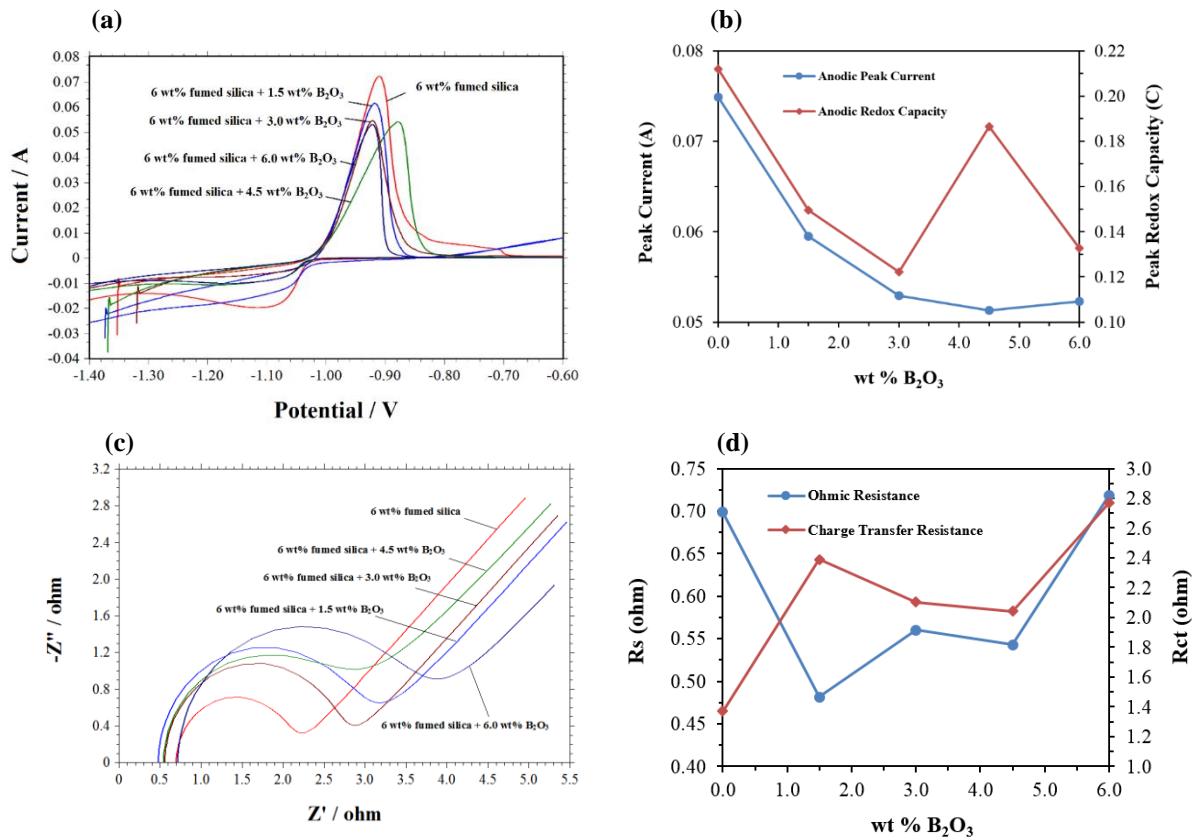 (a)
0.08
0.07
0.06
0.05
0.04
0.03
0.02
0.01
0
-0.01
-0.02
-0.03
-0.04
Current / A
6 wt% fumed silica + 1.5 wt% B₂O₃
6 wt% fumed silica
6 wt% fumed silica + 3.0 wt% B₂O₃
6 wt% fumed silica + 6.0 wt% B₂O₃
6 wt% fumed silica + 4.5 wt% B₂O₃
-1.40 -1.30 -1.20 -1.10 -1.00 -0.90 -0.80 -0.70 -0.60
Potential / V
(b)
0.08
0.07
0.06
0.05
Peak Current (A)
Anodic Peak Current
Anodic Redox Capacity
0.22
0.20
0.18
0.16
0.14
0.12
0.10
Peak Redox Capacity (C)
0.0 1.0 2.0 3.0 4.0 5.0 6.0
wt % B₂O₃
(c)
3.2
2.8
2.4
2.0
1.6
1.2
0.8
0.4
0
-Z'' / ohm
6 wt% fumed silica
6 wt% fumed silica + 4.5 wt% B₂O₃
6 wt% fumed silica + 3.0 wt% B₂O₃
6 wt% fumed silica + 1.5 wt% B₂O₃
6 wt% fumed silica + 6.0 wt% B₂O₃
0 0.5 1.0 1.5 2.0 2.5 3.0 3.5 4.0 4.5 5.0 5.5
Z' / ohm
(d)
0.75
0.70
0.65
0.60
0.55
0.50
0.45
0.40
Rs (ohm)
Ohmic Resistance
Charge Transfer Resistance
3.0
2.8
2.6
2.4
2.2
2.0
1.8
1.6
1.4
1.2
1.0
Rct (ohm)
0.0 1.0 2.0 3.0 4.0 5.0 6.0
wt % B₂O₃